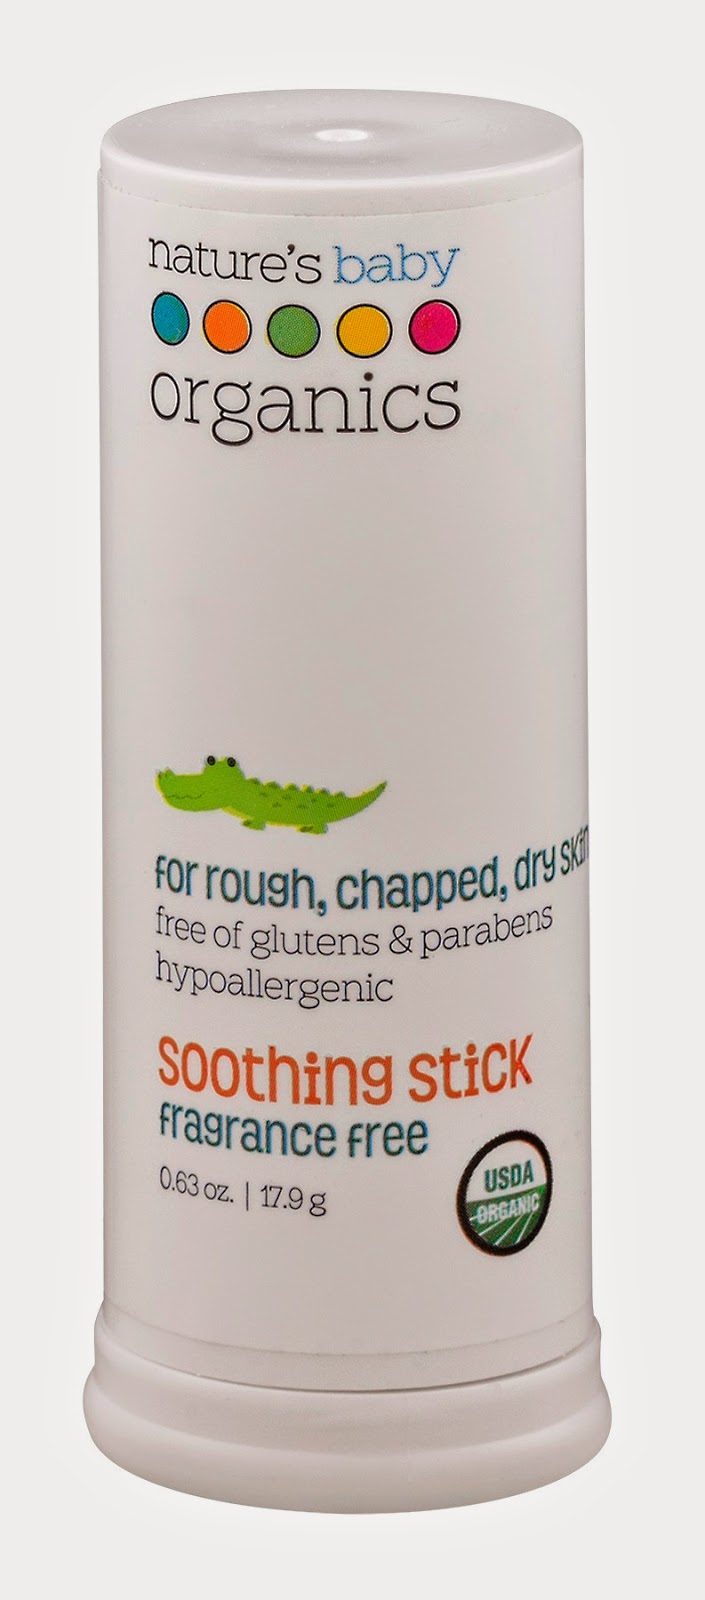 nature's baby
organics
for rough, chapped, dry skin
free of glutens & parabens
hypoallergenic
soothing stick
fragrance free
0.63 oz. | 17.9 g
USDA
ORGANIC